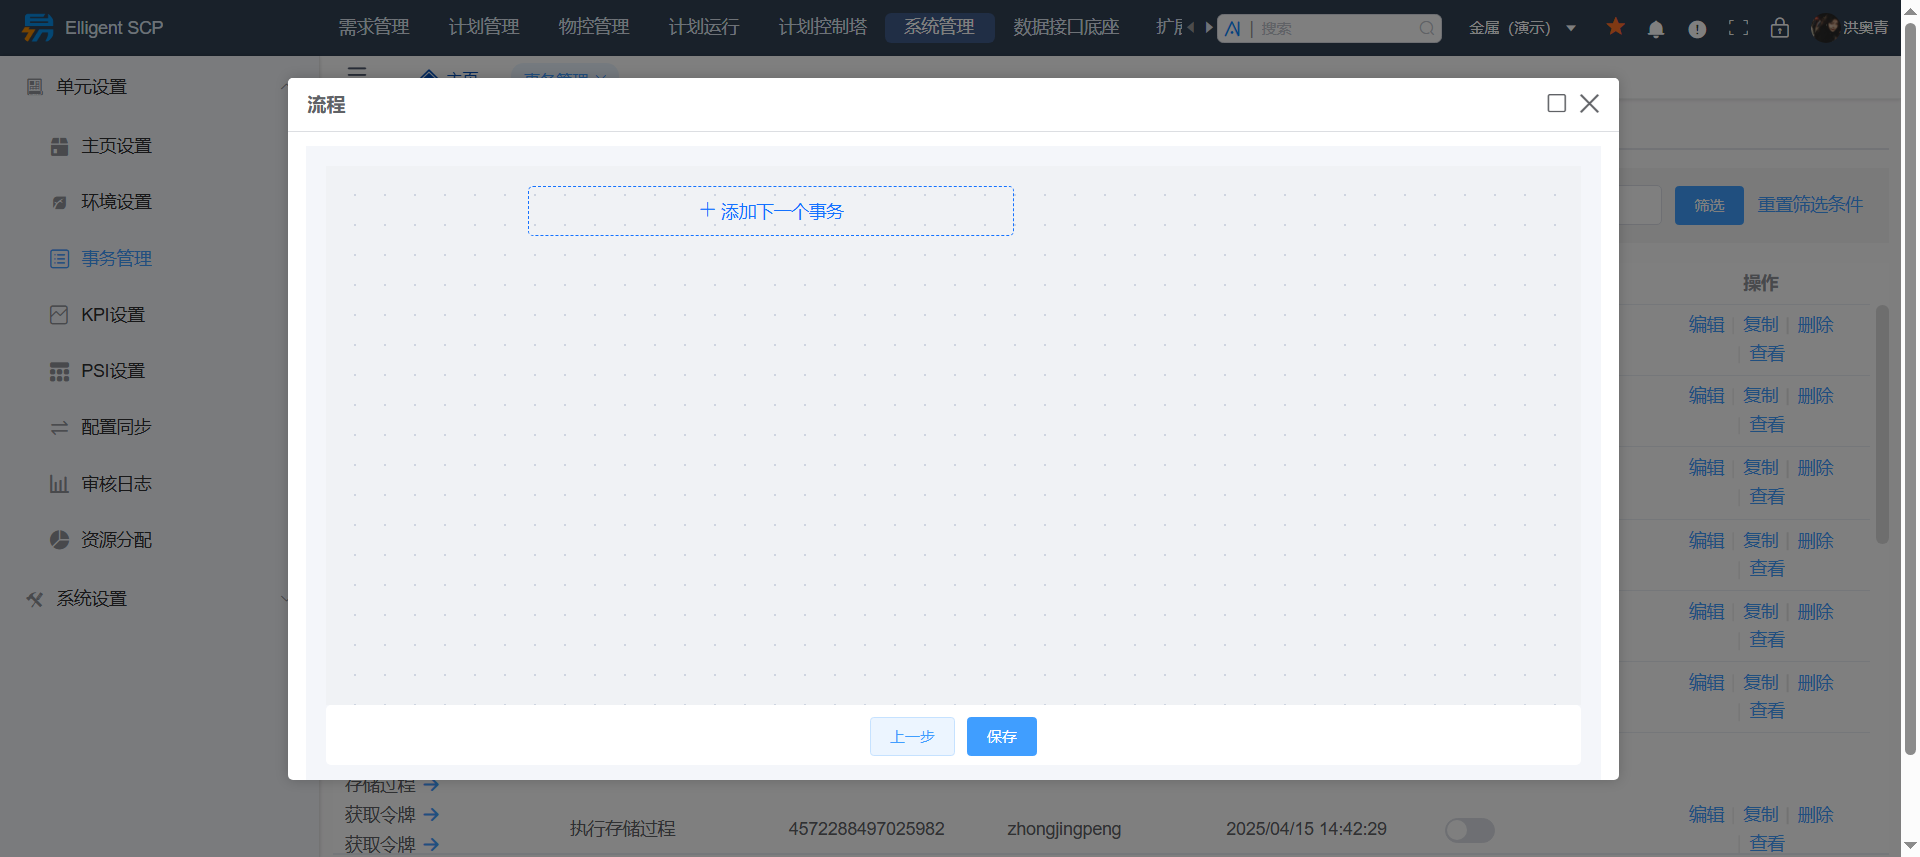 Elligent SCP
需求管理
计划管理
物控管理
计划运行
计划控制塔
系统管理
数据接口底座
搜索
金属（演示）
洪奥青
单元设置
主页设置
环境设置
事务管理
KPI设置
PSI设置
配置同步
审核日志
资源分配
系统设置
主页
事务管理
流程
添加下一个事务
上一步
保存
筛选
重置筛选条件
操作
编辑 复制 删除
查看
编辑 复制 删除
查看
编辑 复制 删除
查看
编辑 复制 删除
查看
编辑 复制 删除
查看
编辑 复制 删除
查看
存储过程
获取令牌
获取令牌
执行存储过程 4572288497025982 zhongjingpeng 2025/04/15 14:42:29
编辑 复制 删除
查看